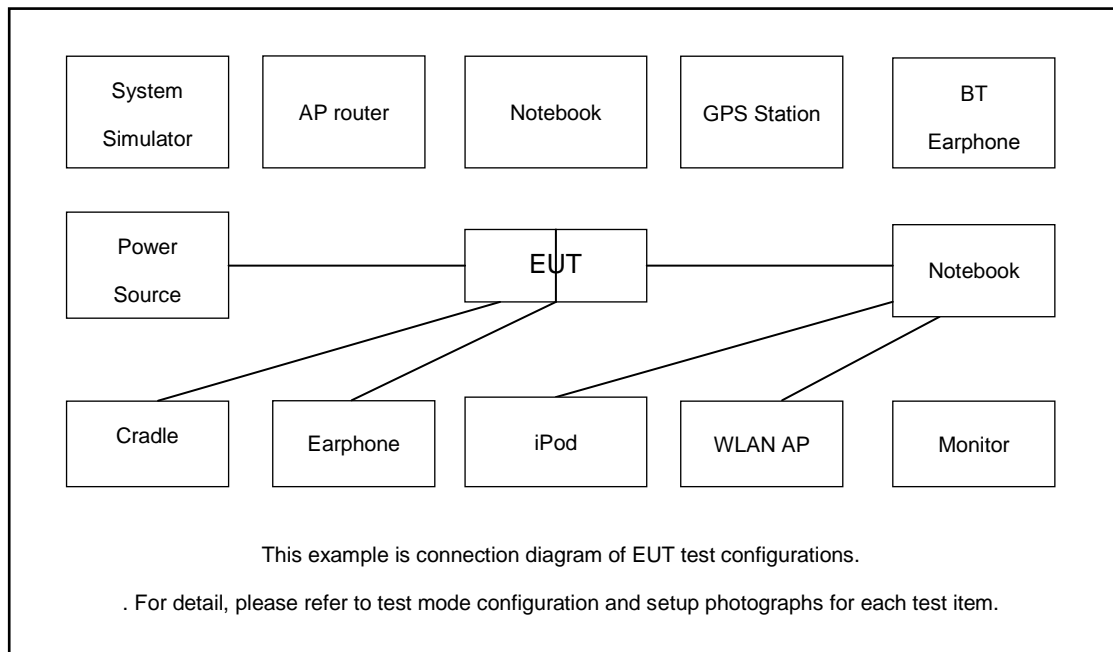 System
Simulator
AP router
Notebook
GPS Station
BT
Earphone
Power
Source
EUT
Notebook
Cradle
Earphone
iPod
WLAN AP
Monitor
This example is connection diagram of EUT test configurations.
. For detail, please refer to test mode configuration and setup photographs for each test item.